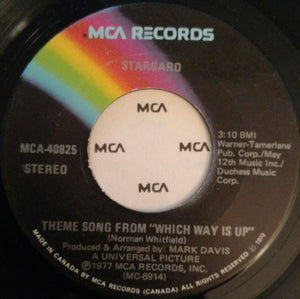 MCA RECORDS
STARGARD
MCA
MCA-40825
STEREO
MCA
MCA
3:10 BMI
Warner-Tamerlane
Pub. Corp./May
12th Music Inc./
Duchess Music
Corp.
MCA
THEME SONG FROM "WHICH WAY IS UP"
(Norman Whitfield)
Produced & Arranged by: MARK DAVIS
A UNIVERSAL PICTURE
℗1977 MCA RECORDS, INC.
(MC-6914)
MADE IN CANADA BY MCA RECORDS (CANADA) ALL RIGHTS RESERVED